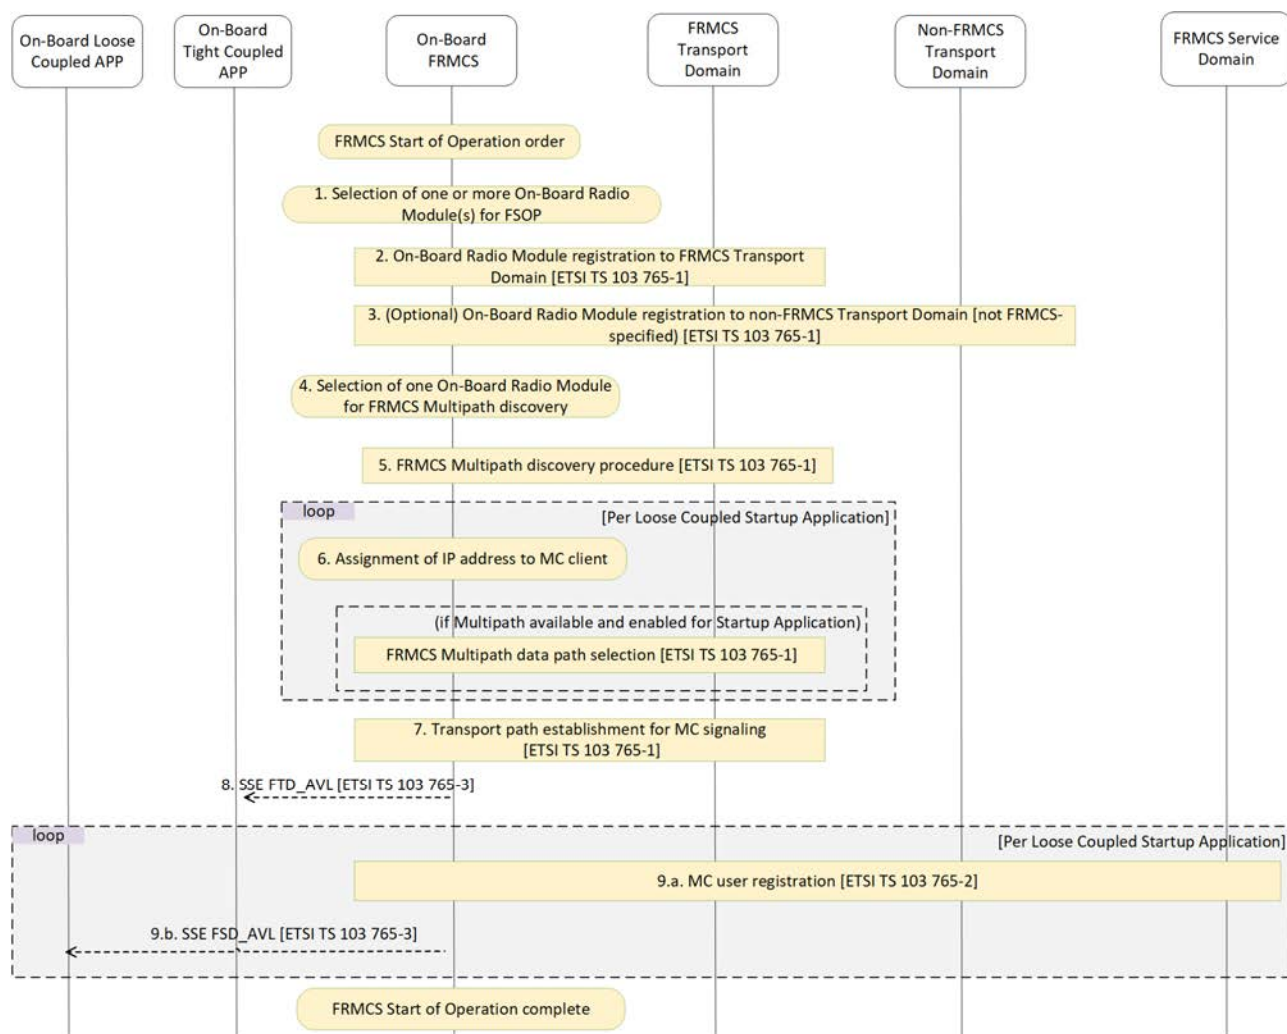 On-Board Loose
Coupled APP
On-Board
Tight Coupled
APP
On-Board
FRMCS
FRMCS
Transport
Domain
Non-FRMCS
Transport
Domain
FRMCS Service
Domain
FRMCS Start of Operation order
1. Selection of one or more On-Board Radio
Module(s) for FSOP
2. On-Board Radio Module registration to FRMCS Transport
Domain [ETSI TS 103 765-1]
3. (Optional) On-Board Radio Module registration to non-FRMCS Transport Domain [not FRMCS-
specified) [ETSI TS 103 765-1]
4. Selection of one On-Board Radio Module
for FRMCS Multipath discovery
5. FRMCS Multipath discovery procedure [ETSI TS 103 765-1]
loop
[Per Loose Coupled Startup Application]
6. Assignment of IP address to MC client
(if Multipath available and enabled for Startup Application)
FRMCS Multipath data path selection [ETSI TS 103 765-1]
7. Transport path establishment for MC signaling
[ETSI TS 103 765-1]
8. SSE FTD_AVL [ETSI TS 103 765-3]
loop
[Per Loose Coupled Startup Application]
9.a. MC user registration [ETSI TS 103 765-2]
9.b. SSE FSD_AVL [ETSI TS 103 765-3]
FRMCS Start of Operation complete